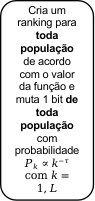 Cria um
ranking para
toda
população
de acordo
com o valor
da função e
muta 1 bit de
toda
população
com
probabilidade
P_k ∝ k^{-τ}
com k =
1, L